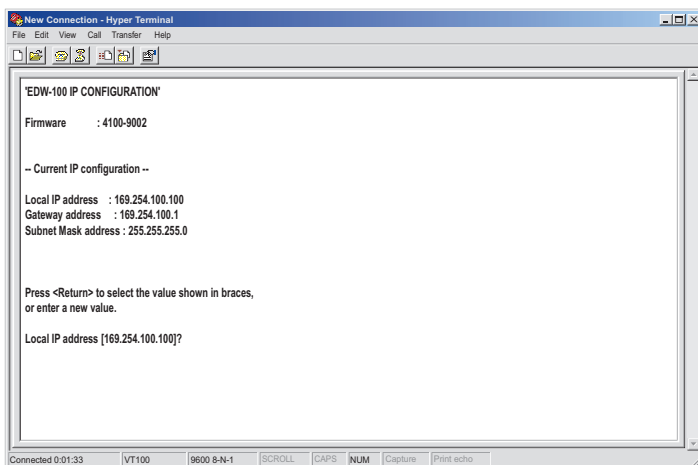 New Connection - Hyper Terminal
File Edit View Call Transfer Help
'EDW-100 IP CONFIGURATION'
Firmware : 4100-9002
-- Current IP configuration --
Local IP address : 169.254.100.100
Gateway address : 169.254.100.1
Subnet Mask address : 255.255.255.0
Press <Return> to select the value shown in braces,
or enter a new value.
Local IP address [169.254.100.100]?
Connected 0:01:33 VT100 9600 8-N-1 SCROLL CAPS NUM Capture Print echo